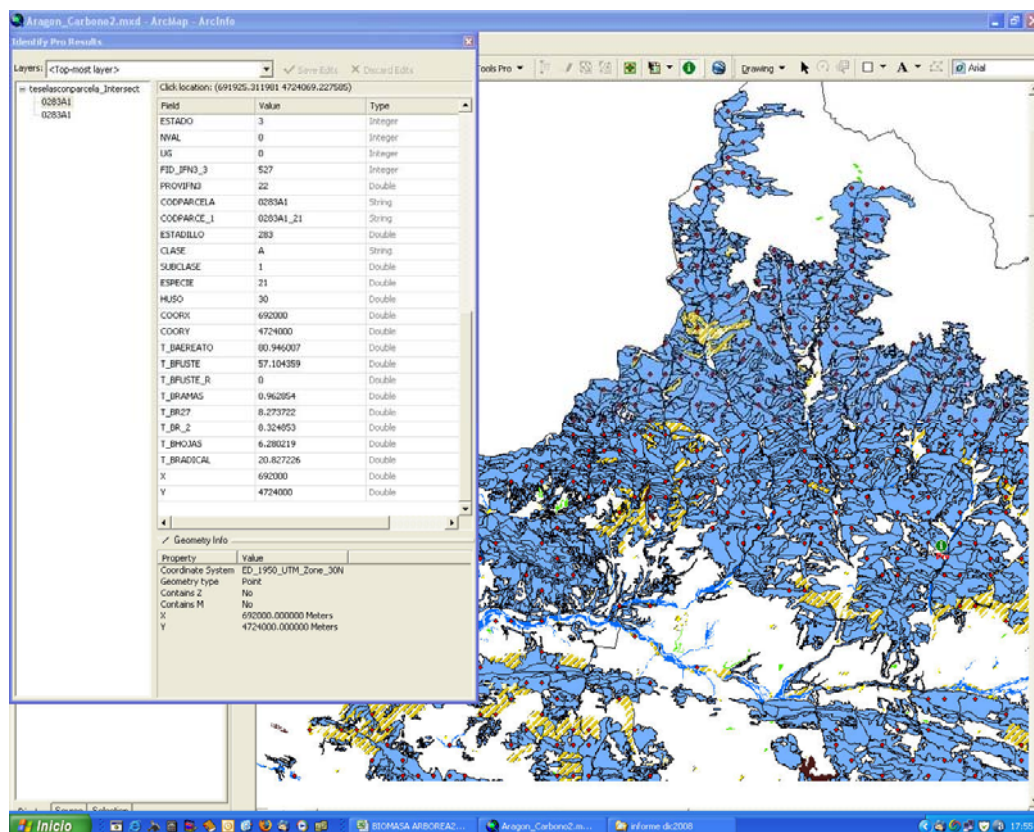 Aragon_Carbono2.mxd - ArcMap - ArcInfo
Identify Pro Results
Layers: <Top-most layer> Save Edits Discard Edits
ools Pro Drawing Arial
teselasconparcela_Intersect
0283A1
0283A1
Click location: (691925.311981 4724069.227585)
Field Value Type
ESTADO 3 Integer
NVAL 0 Integer
UG 0 Integer
FID_IFN3_3 527 Integer
PROVIFN3 22 Double
CODPARCELA 0283A1 String
CODPARCE_1 0283A1_21 String
ESTADILLO 283 Double
CLASE A String
SUBCLASE 1 Double
ESPECIE 21 Double
HUSO 30 Double
COORX 692000 Double
COORY 4724000 Double
T_BAEREATO 80.946007 Double
T_BFUSTE 57.104359 Double
T_BFUSTE_R 0 Double
T_BRAMAS 0.962854 Double
T_BR27 8.273722 Double
T_BR_2 8.324853 Double
T_BHOJAS 6.280219 Double
T_BRADICAL 20.827226 Double
X 692000 Double
Y 4724000 Double
Geometry Info
Property Value
Coordinate System ED_1950_UTM_Zone_30N
Geometry type Point
Contains Z No
Contains M No
X 692000.000000 Meters
Y 4724000.000000 Meters
Source Selection
Inicio BIOMASA ARBOREA2... Aragon_Carbono2.m... informe dic2008 17:55